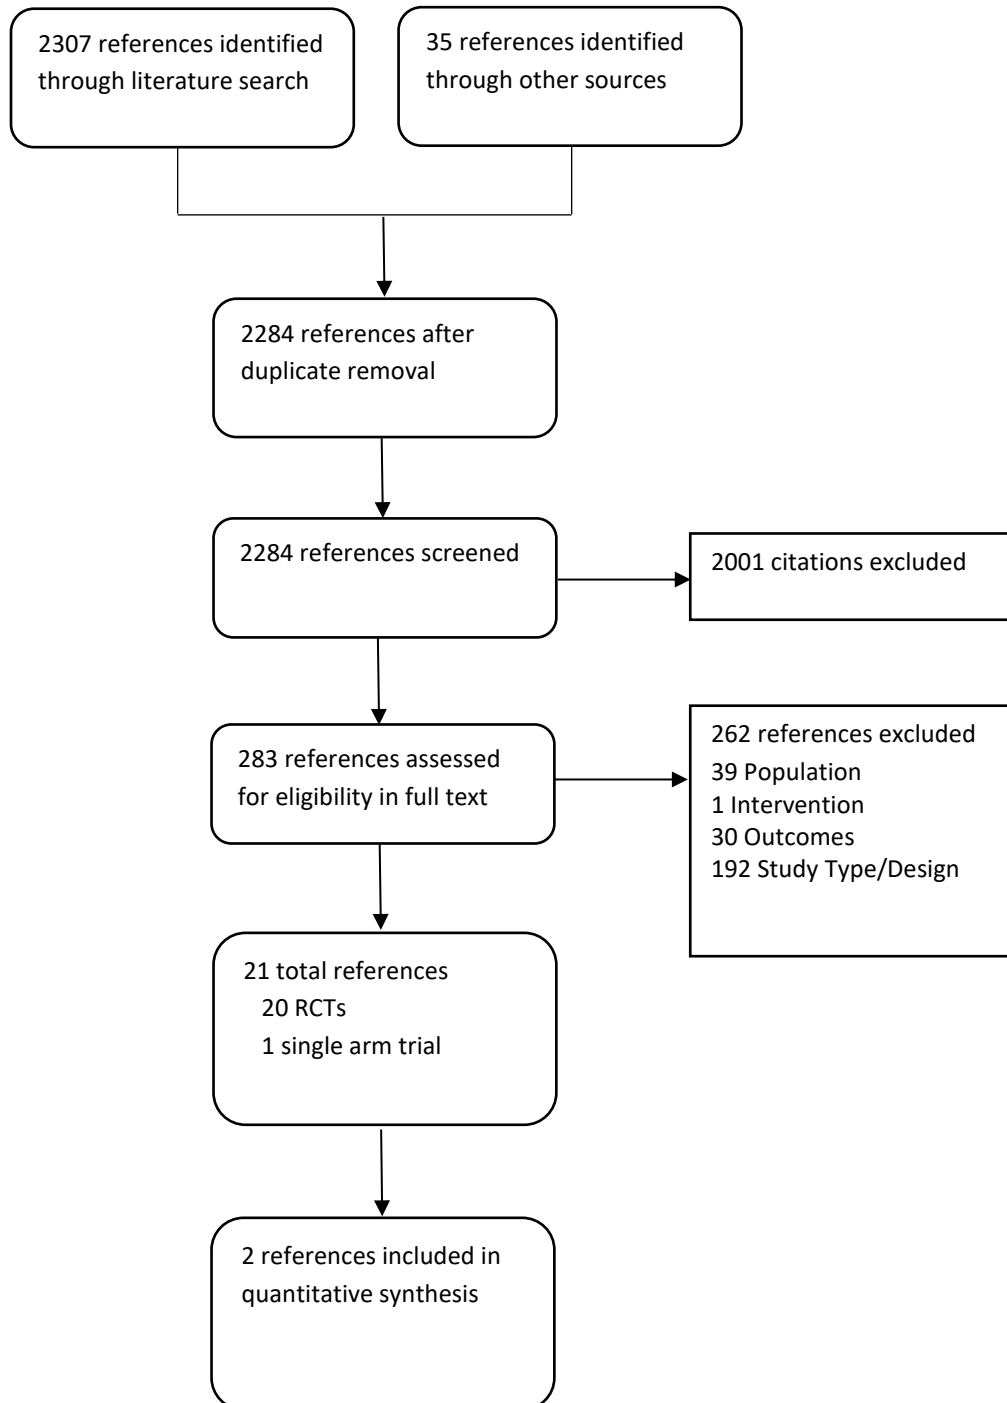 2307 references identified
through literature search
35 references identified
through other sources
2284 references after
duplicate removal
2284 references screened
2001 citations excluded
283 references assessed
for eligibility in full text
262 references excluded
39 Population
1 Intervention
30 Outcomes
192 Study Type/Design
21 total references
20 RCTs
1 single arm trial
2 references included in
quantitative synthesis